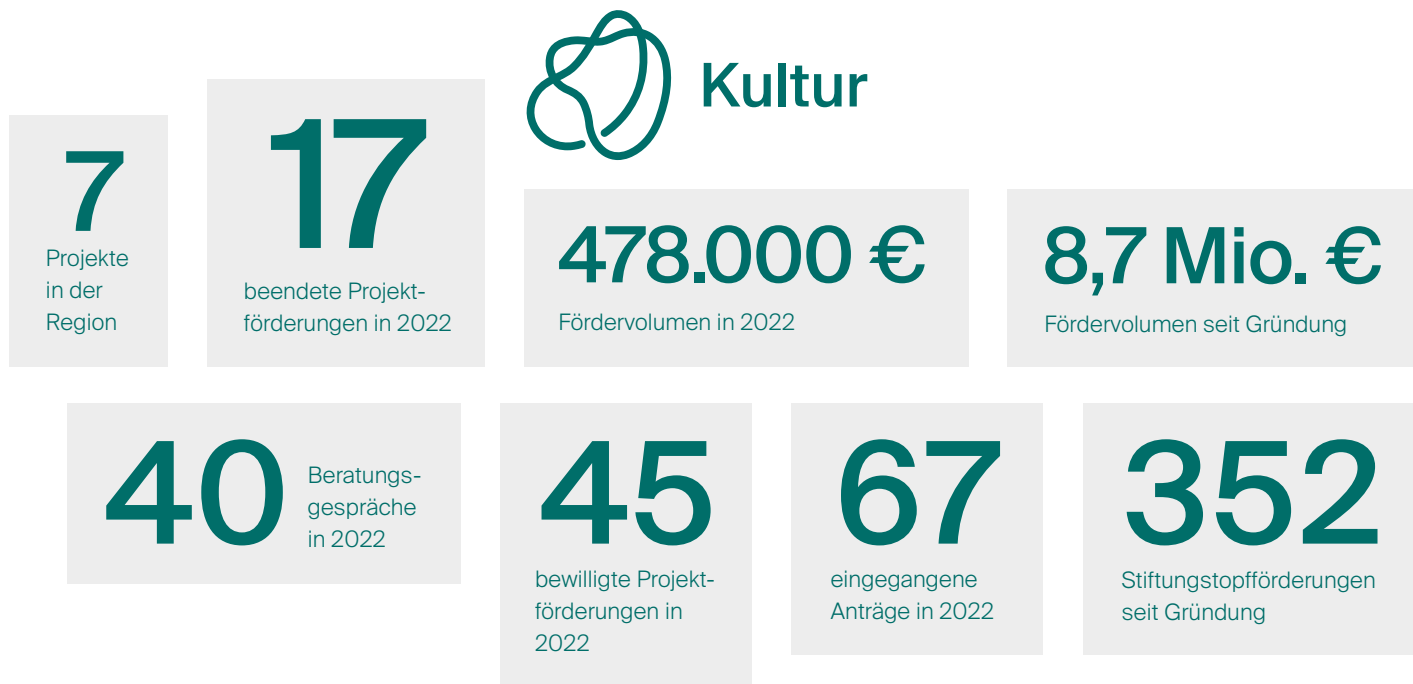 Kultur
7
Projekte
in der
Region
17
beendete Projekt-
förderungen in 2022
478.000 €
Fördervolumen in 2022
8,7 Mio. €
Fördervolumen seit Gründung
40
Beratungs-
gespräche
in 2022
45
bewilligte Projekt-
förderungen in
2022
67
eingegangene
Anträge in 2022
352
Stiftungstopfförderungen
seit Gründung